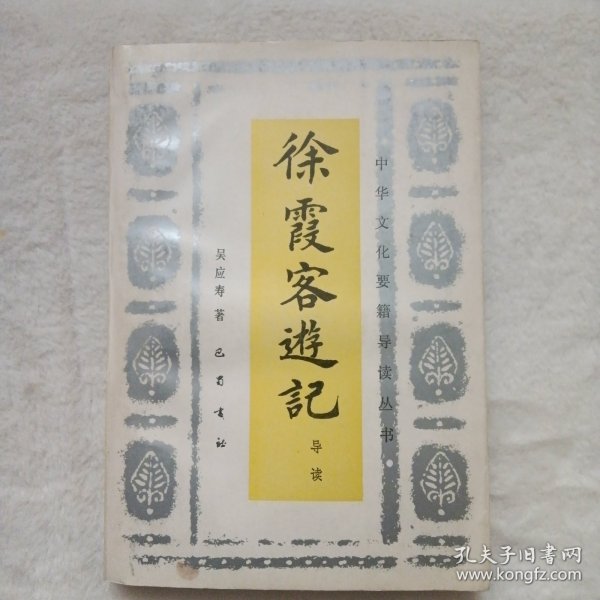 中华文化要籍导读丛书
徐霞客遊記
导读
吴应寿著
巴蜀书社
孔夫子旧书网
www.kongfz.com